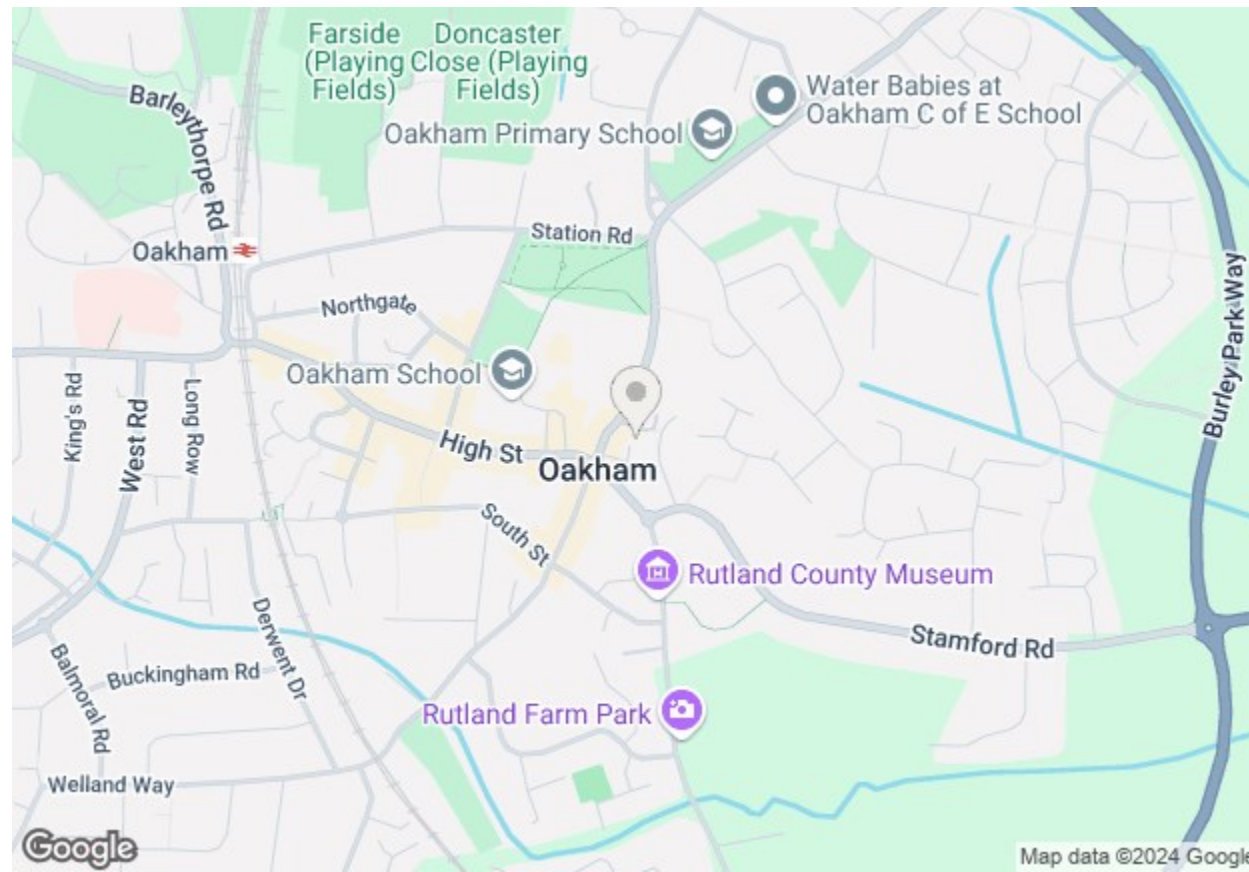 Farside
(Playing
Fields)
Doncaster
Close (Playing
Fields)
Water Babies at
Oakham C of E School
Barleythorpe Rd
Oakham Primary School
Station Rd
Oakham
Northgate
Burley Park Way
Oakham School
King's Rd
West Rd
Long Row
High St
Oakham
South St
Rutland County Museum
Stamford Rd
Derwent Dr
Balmoral Rd
Buckingham Rd
Rutland Farm Park
Welland Way
Google
Map data ©2024 Google